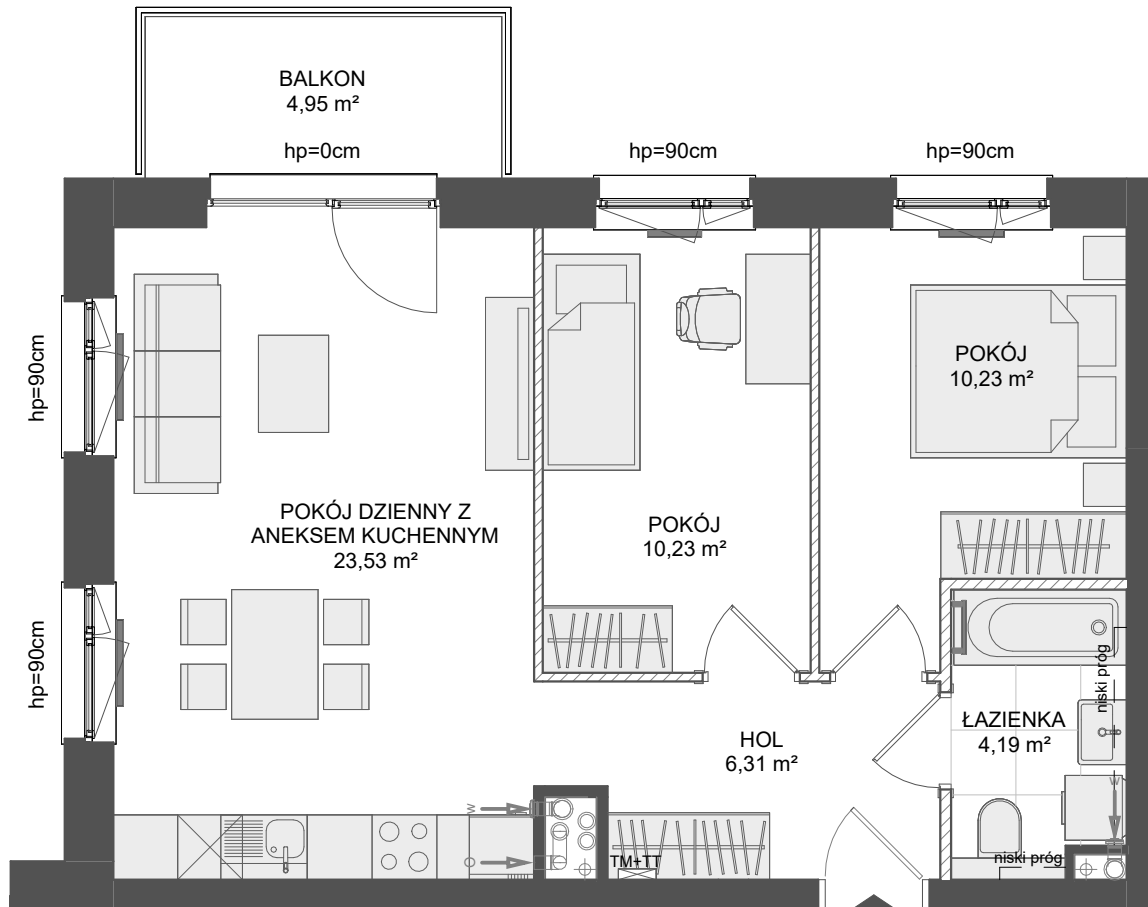 BALKON
4,95 m²
hp=0cm
hp=90cm
hp=90cm
hp=90cm
POKÓJ
10,23 m²
POKÓJ DZIENNY Z
ANEKSEM KUCHENNYM
23,53 m²
POKÓJ
10,23 m²
hp=90cm
niski próg
ŁAZIENKA
4,19 m²
HOL
6,31 m²
W
W
O
TM+TT
niski próg